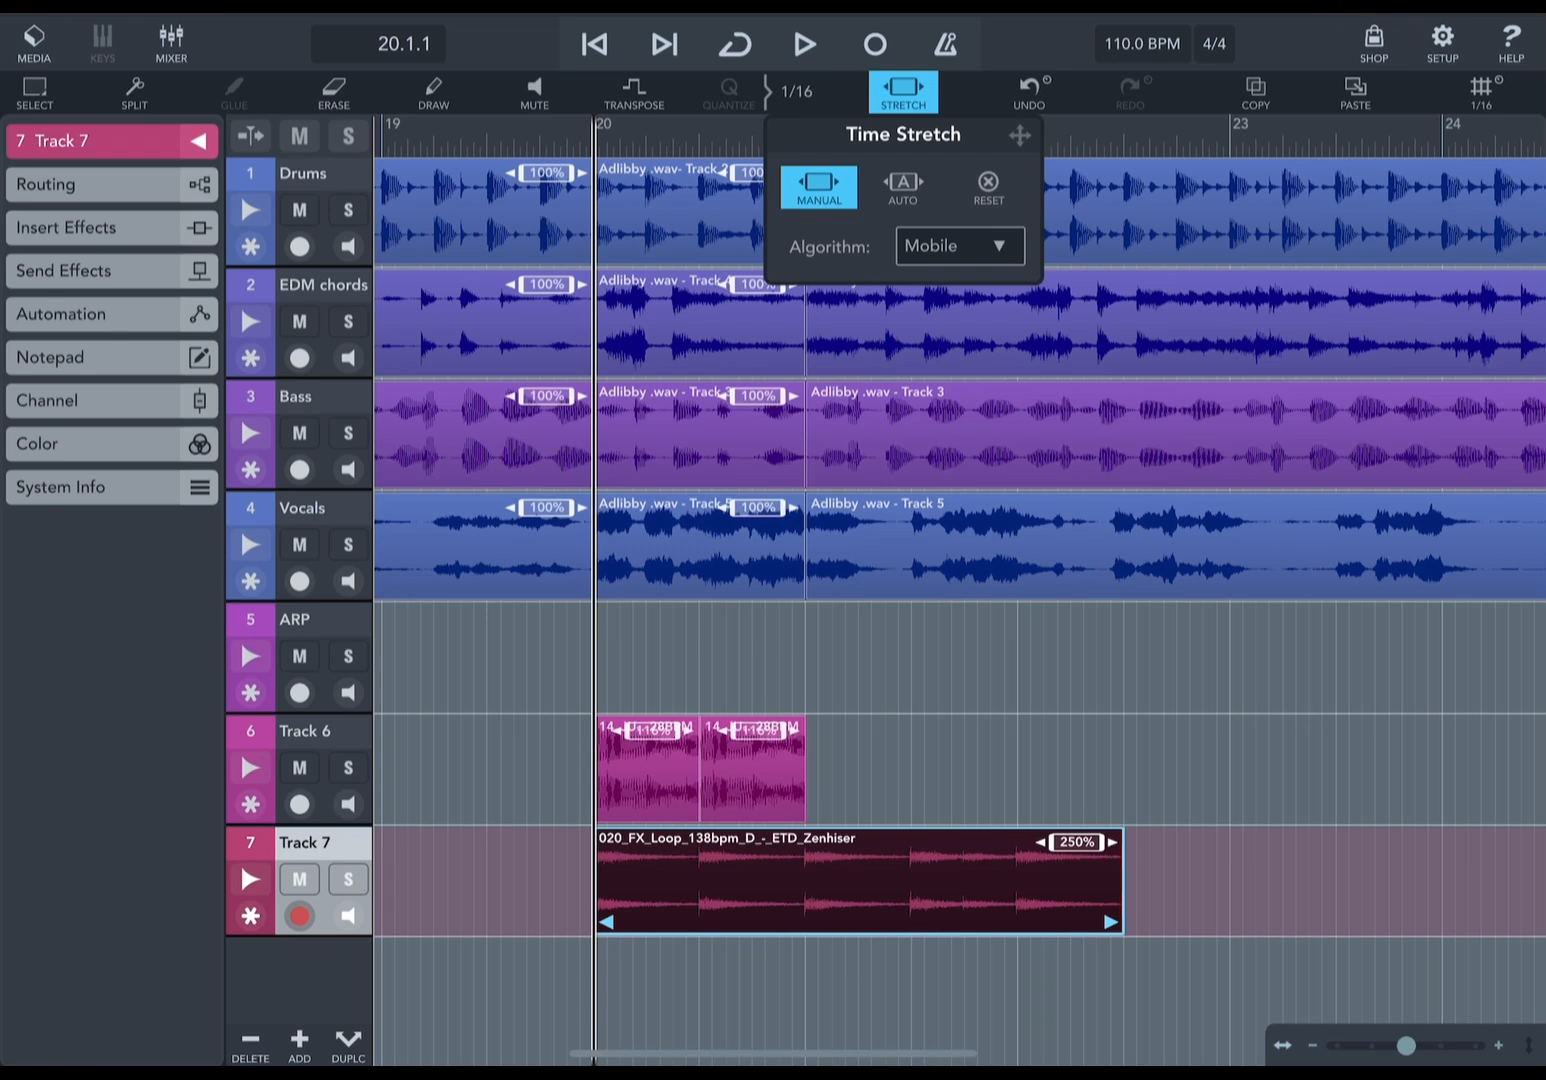 MEDIA
KEYS
MIXER
20.1.1
110.0 BPM
4/4
SHOP
SETUP
? HELP
SELECT
SPLIT
GLUE
ERASE
DRAW
MUTE
TRANSPOSE
QUANTIZE
1/16
STRETCH
UNDO
REDO
COPY
PASTE
1/16
7 Track 7
Routing
Insert Effects
Send Effects
Automation
Notepad
Channel
Color
System Info
M S
19
20
23
24
Time Stretch
MANUAL
A AUTO
RESET
Algorithm: Mobile
1 Drums
M S
100%
Adlibby .wav- Track 2
100
2 EDM chords
M S
100%
Adlibby .wav - Track
100%
3 Bass
M S
100%
Adlibby .wav - Track 3
100%
Adlibby .wav - Track 3
4 Vocals
M S
100%
Adlibby .wav - Track
100%
Adlibby .wav - Track 5
5 ARP
M S
6 Track 6
M S
116%
116%
7 Track 7
M S
020_FX_Loop_138bpm_D_-_ETD_Zenhiser
250%
DELETE
ADD
DUPLC